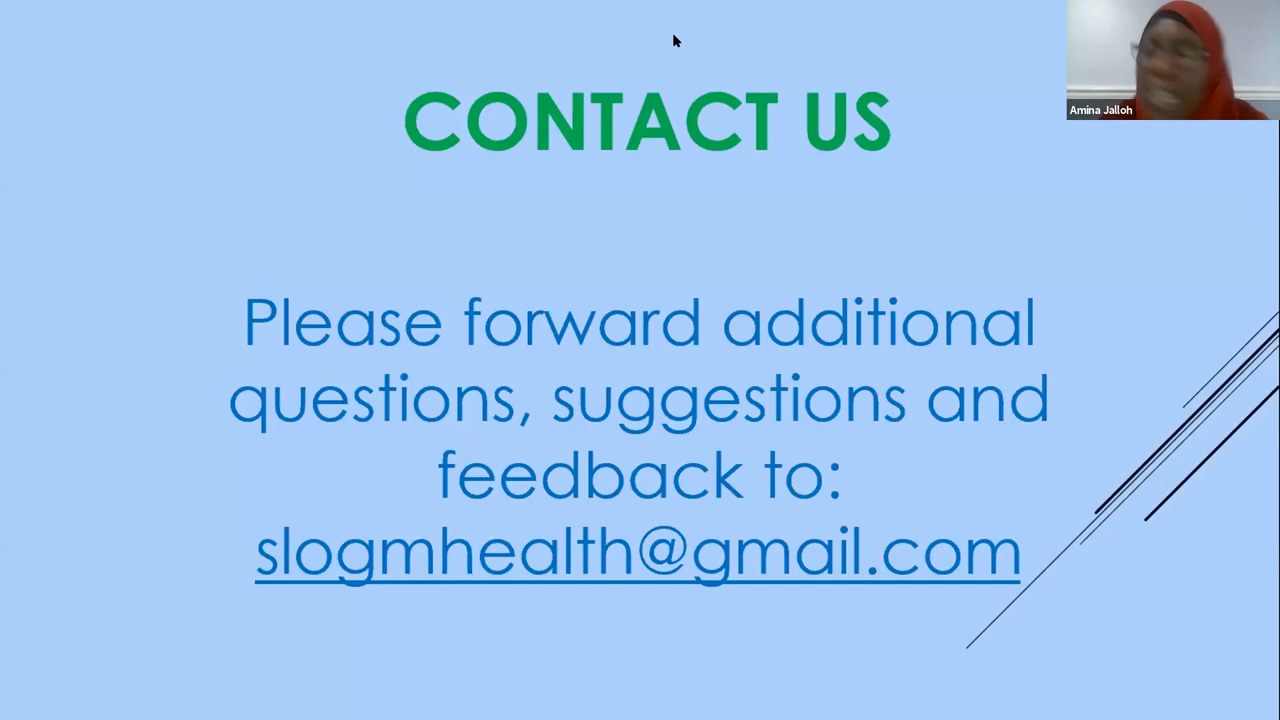 CONTACT US
Amina Jalloh
Please forward additional
questions, suggestions and
feedback to:
slogmhealth@gmail.com